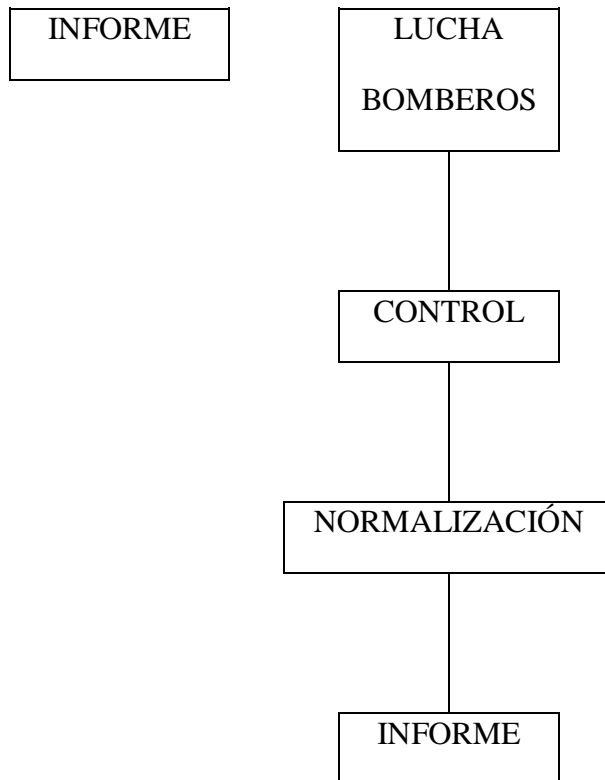 INFORME
LUCHA
BOMBEROS
CONTROL
NORMALIZACIÓN
INFORME